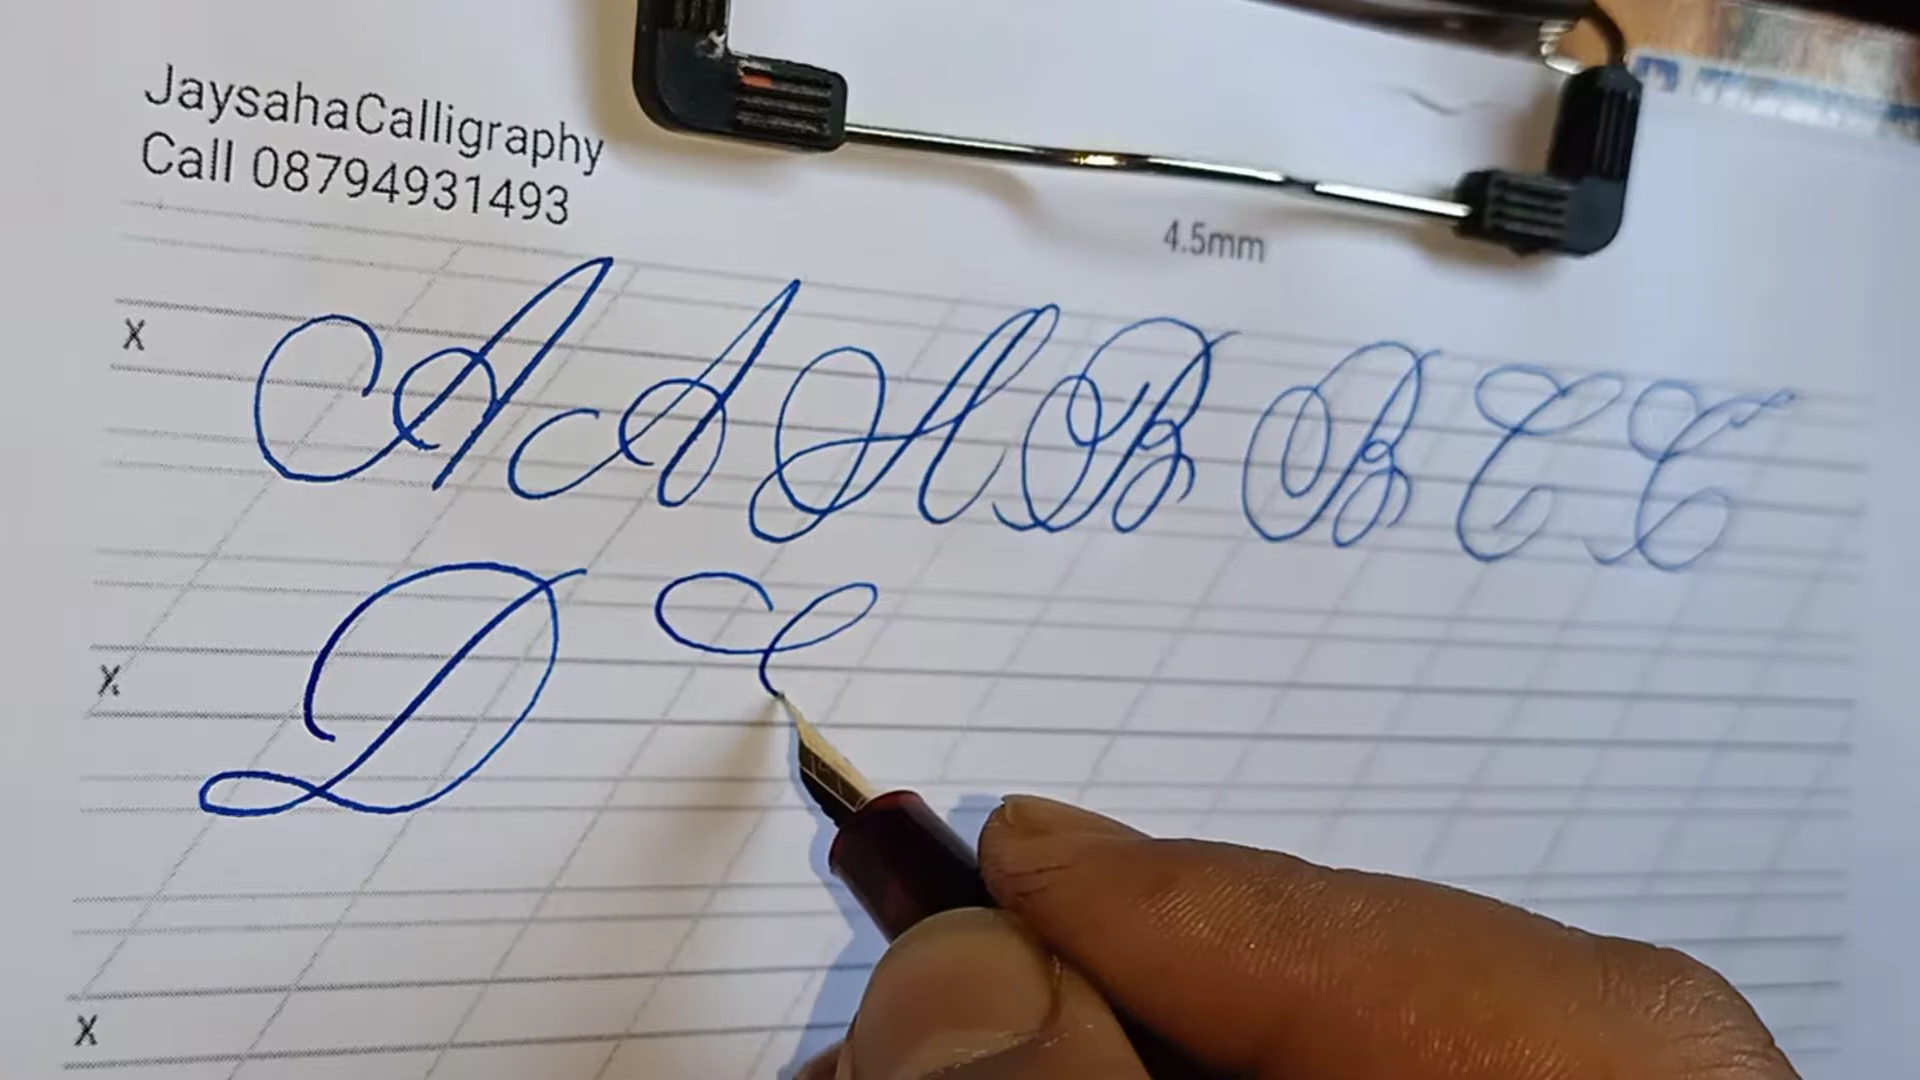 JaysahaCalligraphy
Call 08794931493
4.5mm
X A A A B B C C
X D
X